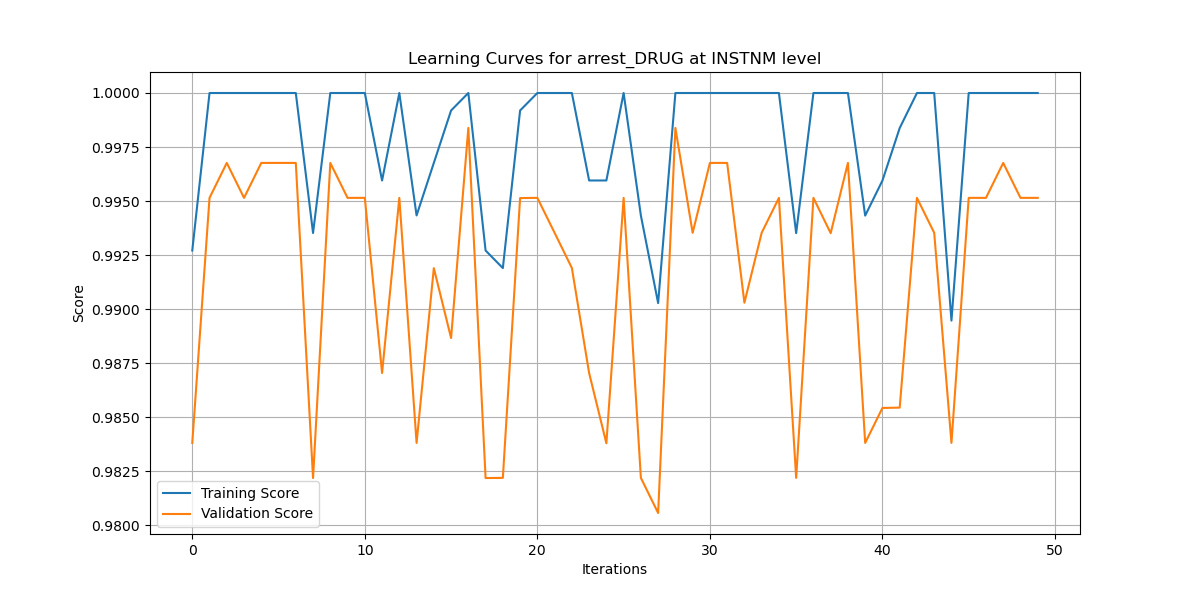 Learning Curves for arrest_DRUG at INSTNM level
1.0000
0.9975
0.9950
0.9925
0.9900
0.9875
0.9850
0.9825
0.9800
Score
Training Score
Validation Score
0 10 20 30 40 50
Iterations